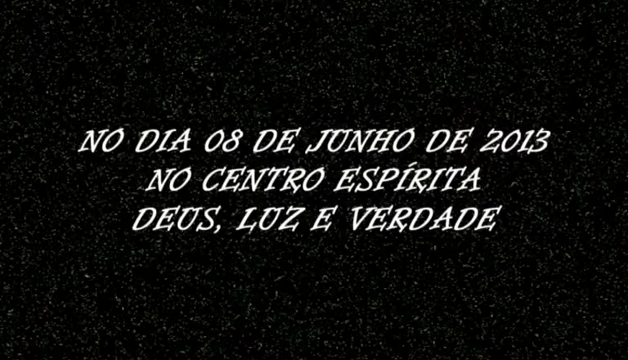 NO DIA 08 DE JUNHO DE 2013
NO CENTRO ESPÍRITA
DEUS, LUZ E VERDADE